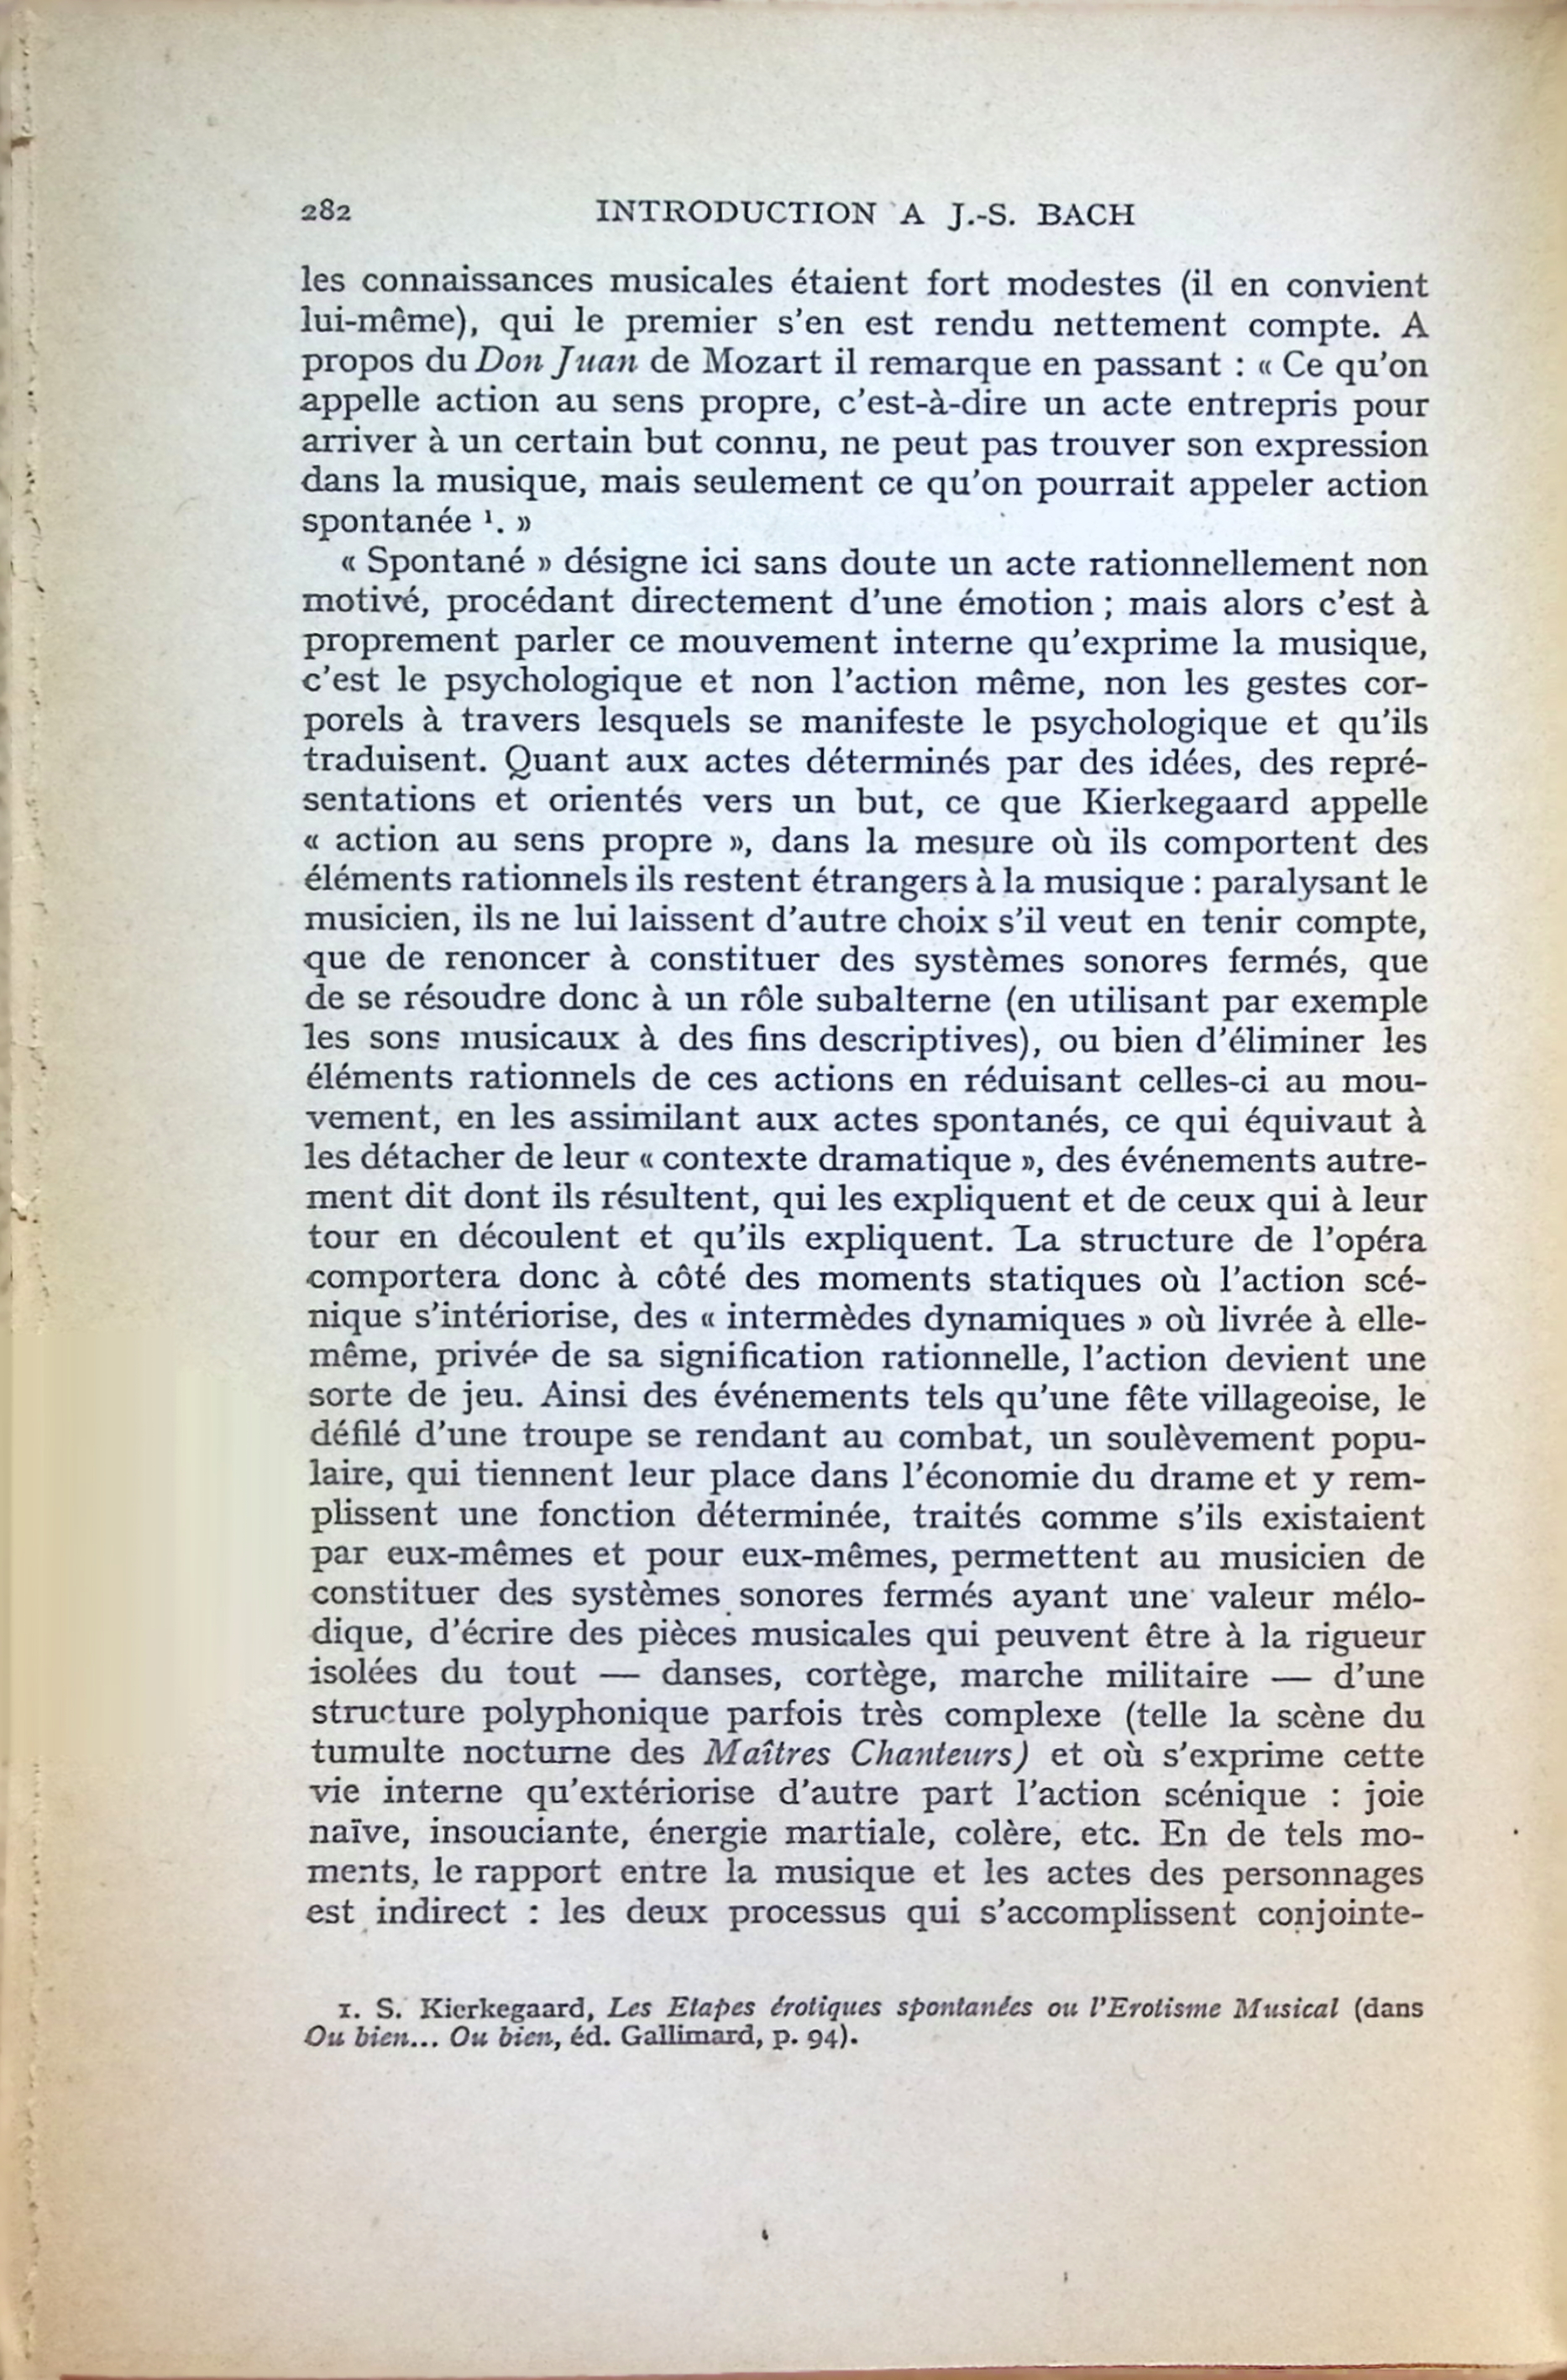 282 INTRODUCTION A J.-S. BACH
les connaissances musicales étaient fort modestes (il en convient
lui-même), qui le premier s'en est rendu nettement compte. A
propos du Don Juan de Mozart il remarque en passant : « Ce qu'on
appelle action au sens propre, c'est-à-dire un acte entrepris pour
arriver à un certain but connu, ne peut pas trouver son expression
dans la musique, mais seulement ce qu'on pourrait appeler action
spontanée ¹. »
« Spontané » désigne ici sans doute un acte rationnellement non
motivé, procédant directement d'une émotion ; mais alors c'est à
proprement parler ce mouvement interne qu'exprime la musique,
c'est le psychologique et non l'action même, non les gestes cor-
porels à travers lesquels se manifeste le psychologique et qu'ils
traduisent. Quant aux actes déterminés par des idées, des repré-
sentations et orientés vers un but, ce que Kierkegaard appelle
« action au sens propre », dans la mesure où ils comportent des
éléments rationnels ils restent étrangers à la musique : paralysant le
musicien, ils ne lui laissent d'autre choix s'il veut en tenir compte,
que de renoncer à constituer des systèmes sonores fermés, que
de se résoudre donc à un rôle subalterne (en utilisant par exemple
les sons musicaux à des fins descriptives), ou bien d'éliminer les
éléments rationnels de ces actions en réduisant celles-ci au mou-
vement, en les assimilant aux actes spontanés, ce qui équivaut à
les détacher de leur « contexte dramatique », des événements autre-
ment dit dont ils résultent, qui les expliquent et de ceux qui à leur
tour en découlent et qu'ils expliquent. La structure de l'opéra
comportera donc à côté des moments statiques où l'action scé-
nique s'intériorise, des « intermèdes dynamiques » où livrée à elle-
même, privée de sa signification rationnelle, l'action devient une
sorte de jeu. Ainsi des événements tels qu'une fête villageoise, le
défilé d'une troupe se rendant au combat, un soulèvement popu-
laire, qui tiennent leur place dans l'économie du drame et y rem-
plissent une fonction déterminée, traités comme s'ils existaient
par eux-mêmes et pour eux-mêmes, permettent au musicien de
constituer des systèmes sonores fermés ayant une valeur mélo-
dique, d'écrire des pièces musicales qui peuvent être à la rigueur
isolées du tout — danses, cortège, marche militaire — d'une
structure polyphonique parfois très complexe (telle la scène du
tumulte nocturne des Maîtres Chanteurs) et où s'exprime cette
vie interne qu'extériorise d'autre part l'action scénique : joie
naïve, insouciante, énergie martiale, colère, etc. En de tels mo-
ments, le rapport entre la musique et les actes des personnages
est indirect : les deux processus qui s'accomplissent conjointe-
1. S. Kierkegaard, Les Etapes érotiques spontanées ou l'Erotisme Musical (dans
Ou bien... Ou bien, éd. Gallimard, p. 94).